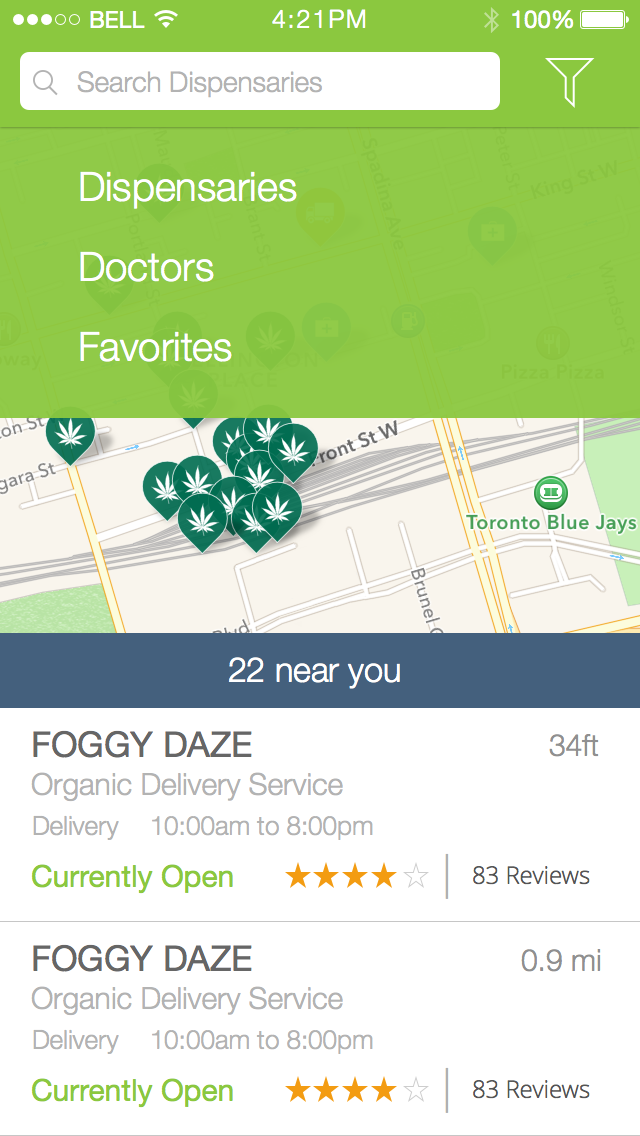 BELL
4:21PM
100%
Search Dispensaries
Dispensaries
Doctors
Favorites
Spadina Ave
King St W
Windsor St
Pizza Pizza
PLACE
Front St W
Toronto Blue Jays
Blvd
22 near you
FOGGY DAZE
34ft
Organic Delivery Service
Delivery 10:00am to 8:00pm
Currently Open
83 Reviews
FOGGY DAZE
0.9 mi
Organic Delivery Service
Delivery 10:00am to 8:00pm
Currently Open
83 Reviews